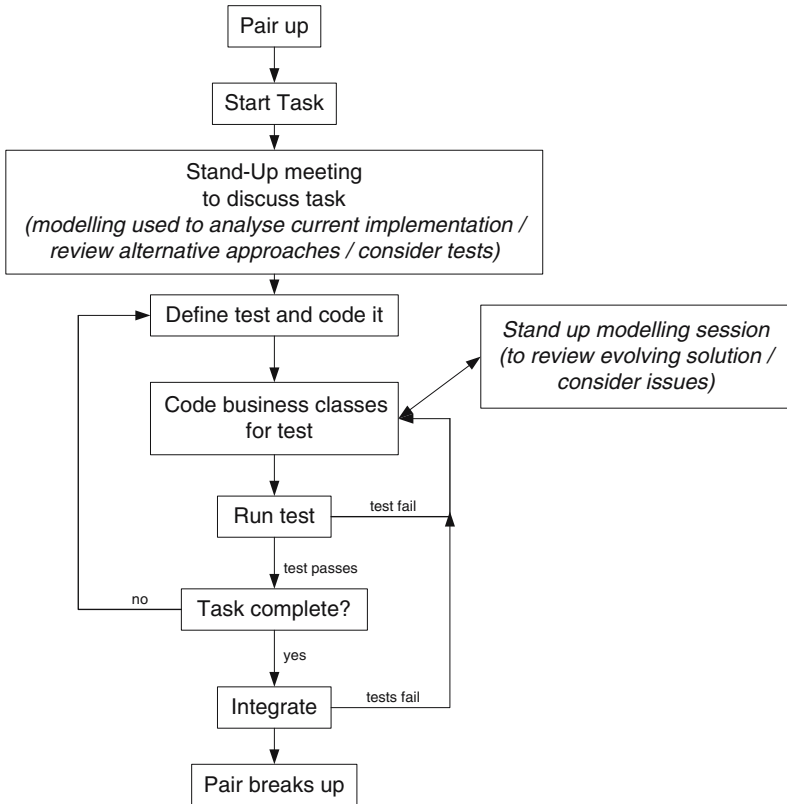 Pair up
Start Task
Stand-Up meeting
to discuss task
(modelling used to analyse current implementation /
review alternative approaches / consider tests)
Define test and code it
Stand up modelling session
(to review evolving solution /
consider issues)
Code business classes
for test
Run test
test fail
test passes
no
Task complete?
yes
Integrate
tests fail
Pair breaks up